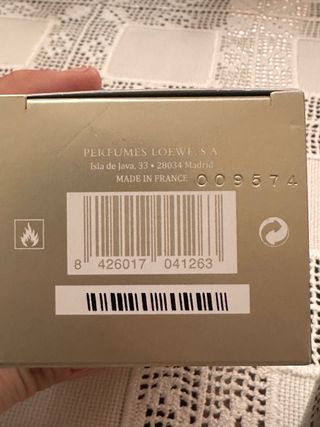 PERFUMES LOEWE, S.A.
Isla de Java, 33 • 28034 Madrid
MADE IN FRANCE 009574
8 426017 041263